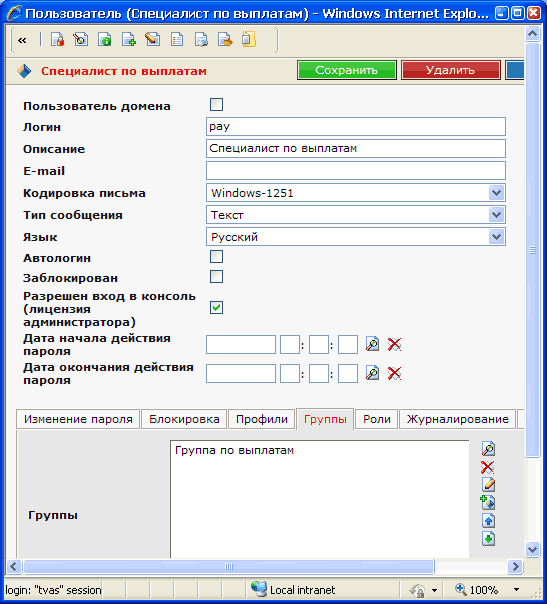 Пользователь (Специалист по выплатам) - Windows Internet Explo...
«
Специалист по выплатам
Сохранить
Удалить
Пользователь домена
Логин
pay
Описание
Специалист по выплатам
E-mail
Кодировка письма
Windows-1251
Тип сообщения
Текст
Язык
Русский
Автологин
Заблокирован
Разрешен вход в консоль
(лицензия
администратора)
Дата начала действия
пароля
: :
Дата окончания действия
пароля
: :
Изменение пароля Блокировка Профили Группы Роли Журналирование
Группа по выплатам
Группы
login: "tvas" session
Local intranet
100%